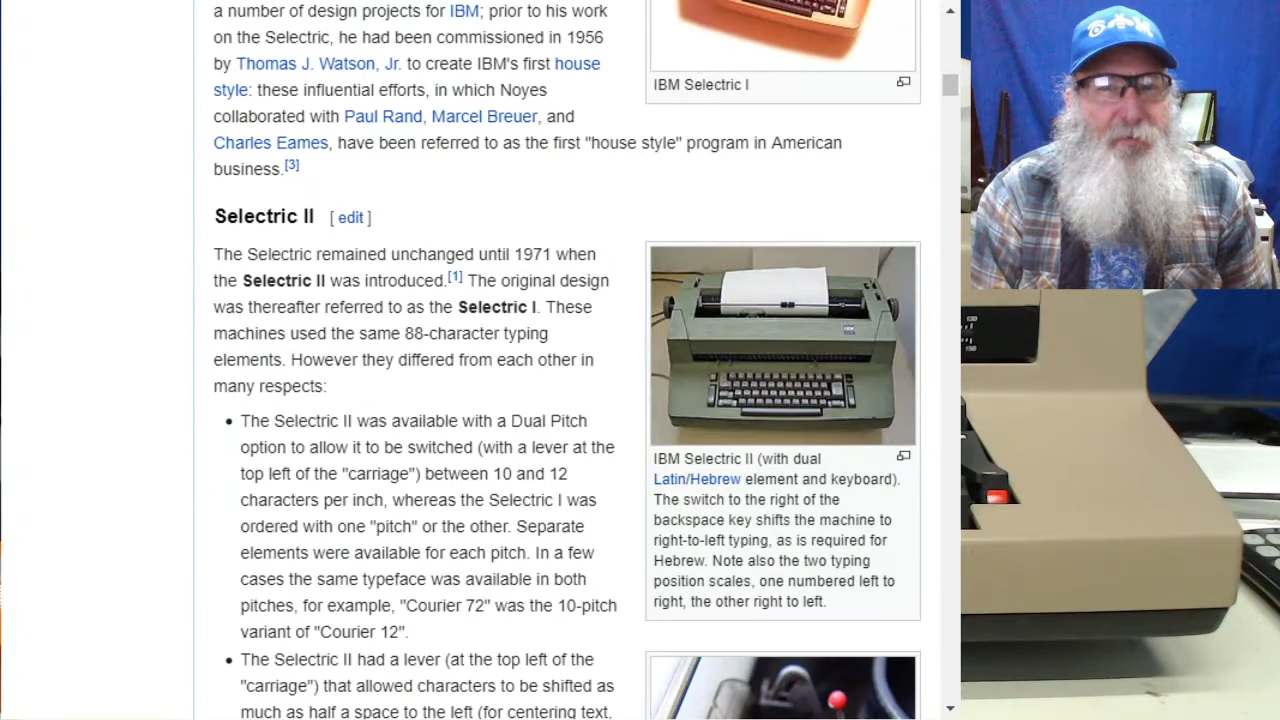 a number of design projects for IBM; prior to his work
on the Selectric, he had been commissioned in 1956
by Thomas J. Watson, Jr. to create IBM's first house
style: these influential efforts, in which Noyes
collaborated with Paul Rand, Marcel Breuer, and
Charles Eames, have been referred to as the first "house style" program in American
business.[3]
IBM Selectric I
Selectric II [ edit ]
The Selectric remained unchanged until 1971 when
the Selectric II was introduced.[1] The original design
was thereafter referred to as the Selectric I. These
machines used the same 88-character typing
elements. However they differed from each other in
many respects:
The Selectric II was available with a Dual Pitch
option to allow it to be switched (with a lever at the
top left of the "carriage") between 10 and 12
characters per inch, whereas the Selectric I was
ordered with one "pitch" or the other. Separate
elements were available for each pitch. In a few
cases the same typeface was available in both
pitches, for example, "Courier 72" was the 10-pitch
variant of "Courier 12".
The Selectric II had a lever (at the top left of the
"carriage") that allowed characters to be shifted as
much as half a space to the left (for centering text,
IBM Selectric II (with dual
Latin/Hebrew element and keyboard).
The switch to the right of the
backspace key shifts the machine to
right-to-left typing, as is required for
Hebrew. Note also the two typing
position scales, one numbered left to
right, the other right to left.